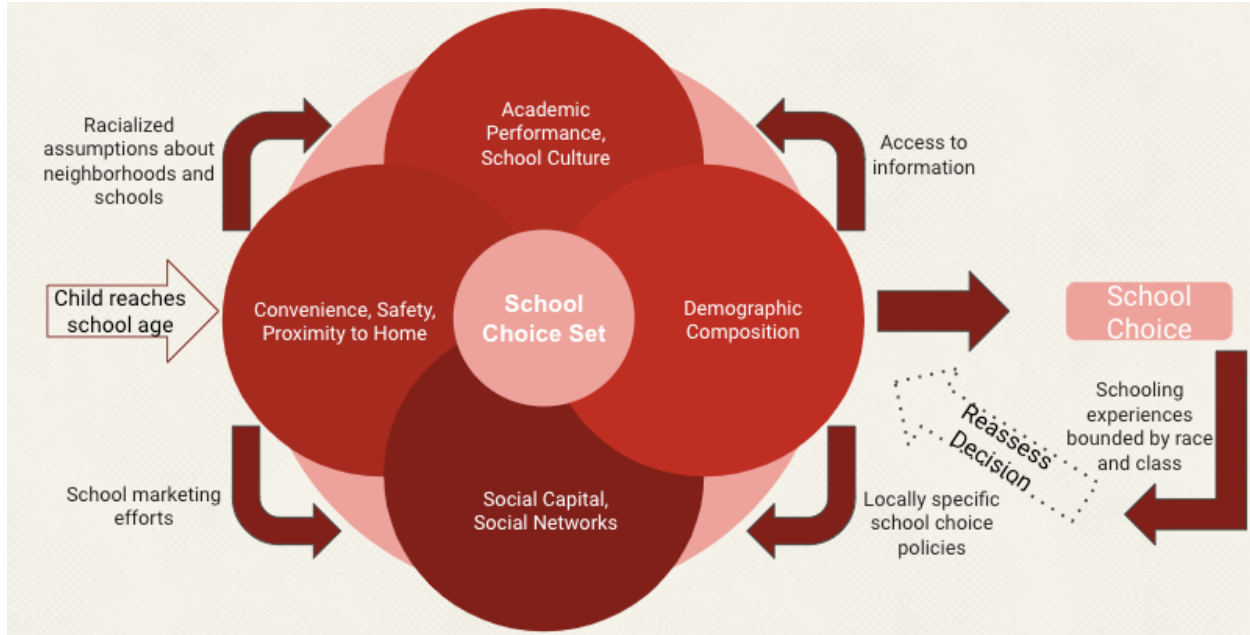 Academic
Performance,
School Culture
Racialized
assumptions about
neighborhoods and
schools
Access to
information
Child reaches
school age
Convenience, Safety,
Proximity to Home
School
Choice Set
Demographic
Composition
School
Choice
Schooling
experiences
bounded by race
and class
Reassess
Decision
School marketing
efforts
Social Capital,
Social Networks
Locally specific
school choice
policies